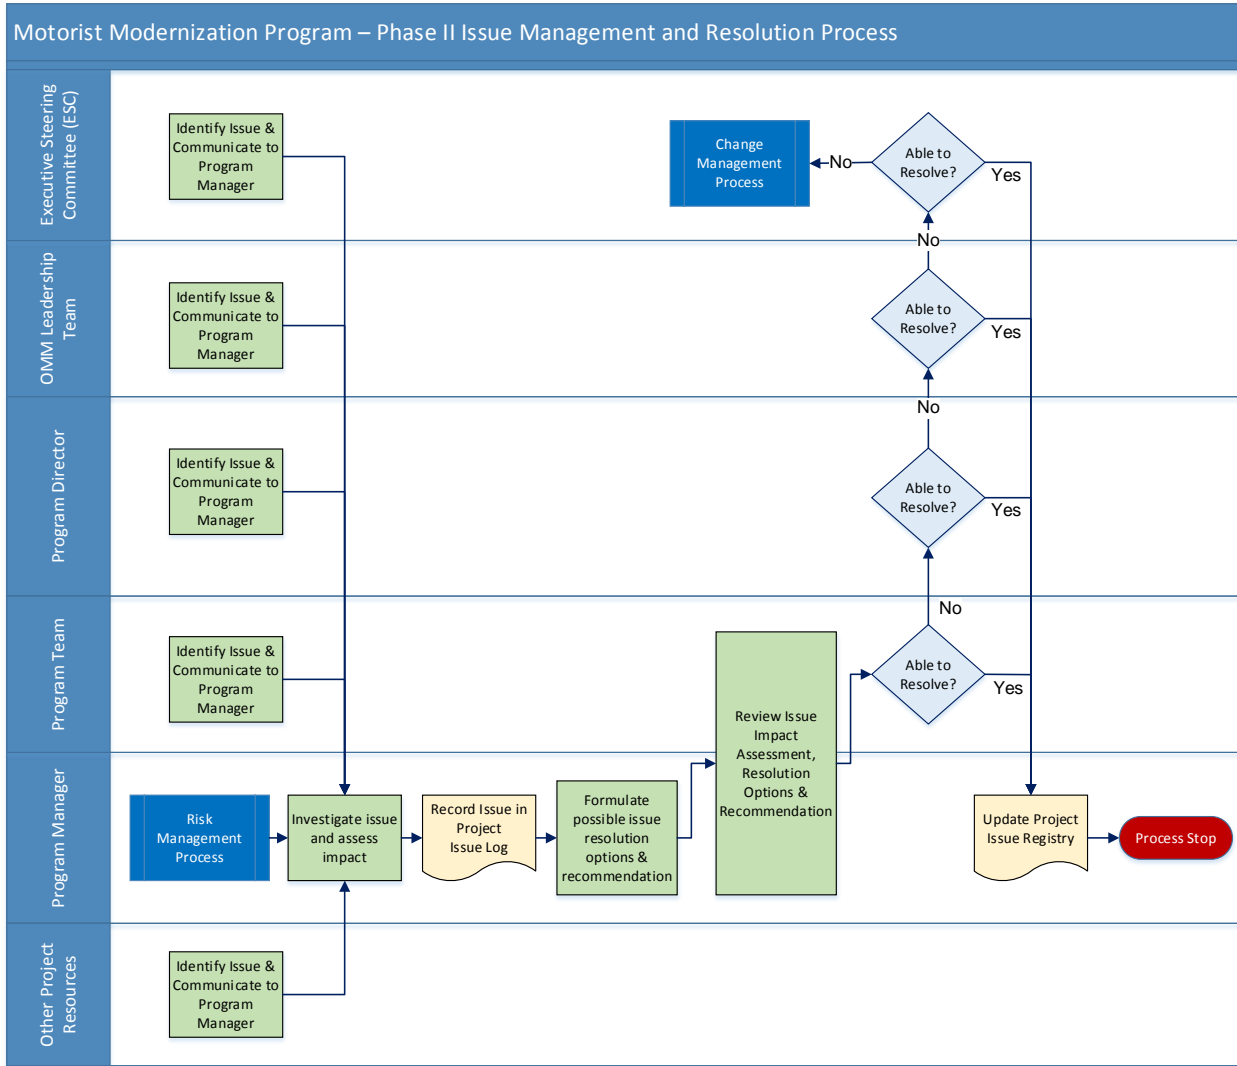 Motorist Modernization Program – Phase II Issue Management and Resolution Process
Executive Steering
Committee (ESC)
Identify Issue &
Communicate to
Program
Manager
Change
Management
Process
No
Able to
Resolve?
Yes
No
OMM Leadership
Team
Identify Issue &
Communicate to
Program
Manager
Able to
Resolve?
Yes
No
Program Director
Identify Issue &
Communicate to
Program
Manager
Able to
Resolve?
Yes
No
Program Team
Identify Issue &
Communicate to
Program
Manager
Able to
Resolve?
Yes
Review Issue
Impact
Assessment,
Resolution
Options &
Recommendation
Program Manager
Risk
Management
Process
Investigate issue
and assess
impact
Record Issue in
Project
Issue Log
Formulate
possible issue
resolution
options &
recommendation
Update Project
Issue Registry
Process Stop
Other Project
Resources
Identify Issue &
Communicate to
Program
Manager